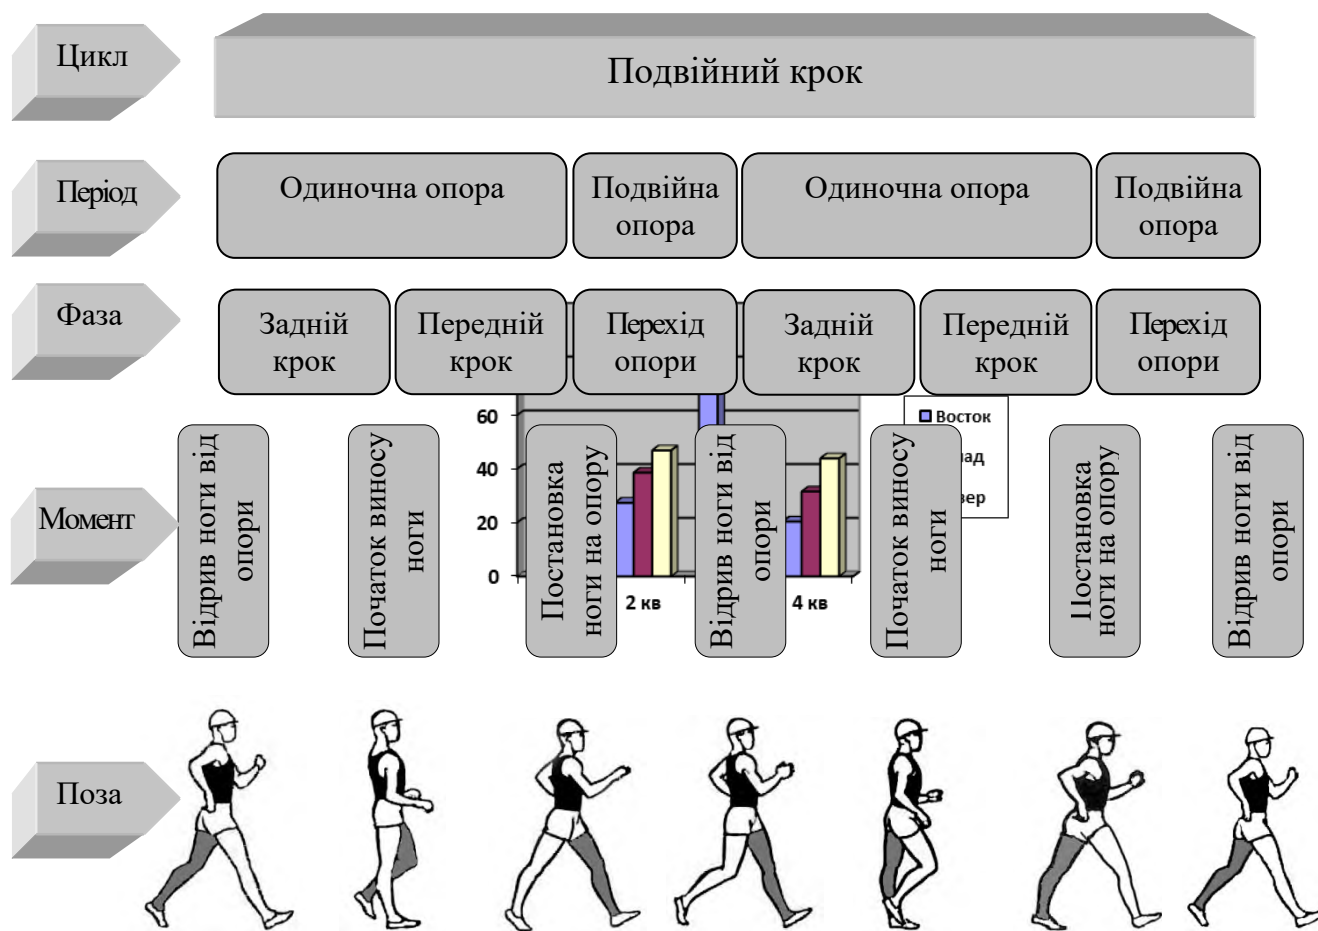 Цикл
Подвійний крок
Період
Одиночна опора
Подвійна
опора
Одиночна опора
Подвійна
опора
Фаза
Задній
крок
Передній
крок
Перехід
опори
Задній
крок
Передній
крок
Перехід
опори
60
40
20
0
2 кв
4 кв
Восток
Момент
Відрив ноги від
опори
Початок виносу
ноги
Постановка
ноги на опору
Відрив ноги від
опори
Початок виносу
ноги
Постановка
ноги на опору
Відрив ноги від
опори
Поза